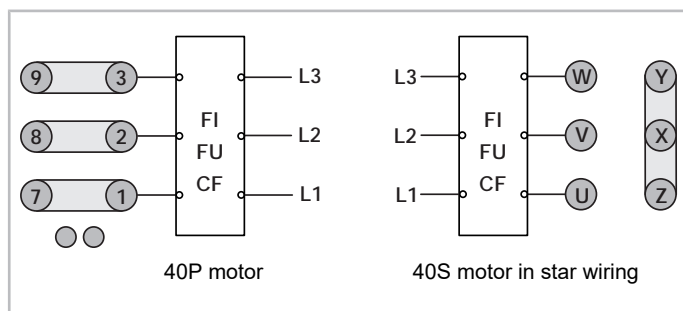 9 3 L3 L3 W Y
8 2 FI L2 L2 FI V X
FU FU
7 1 CF L1 L1 CF U Z
40P motor 40S motor in star wiring